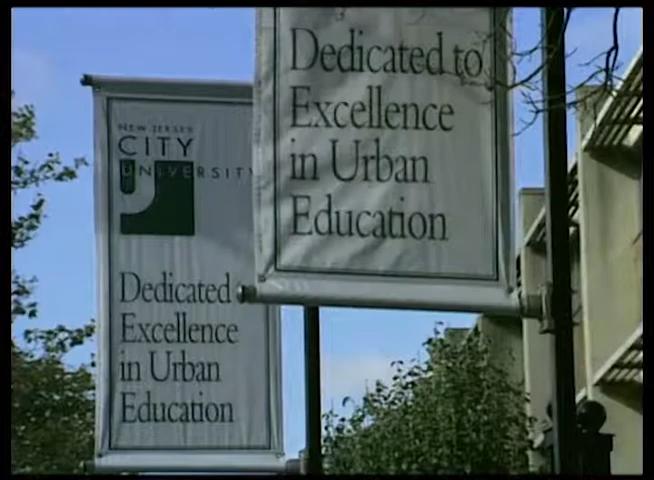 NEW JERSEY
CITY
UNIVERSITY
Dedicated
Excellence
in Urban
Education
Dedicated to
Excellence
in Urban
Education